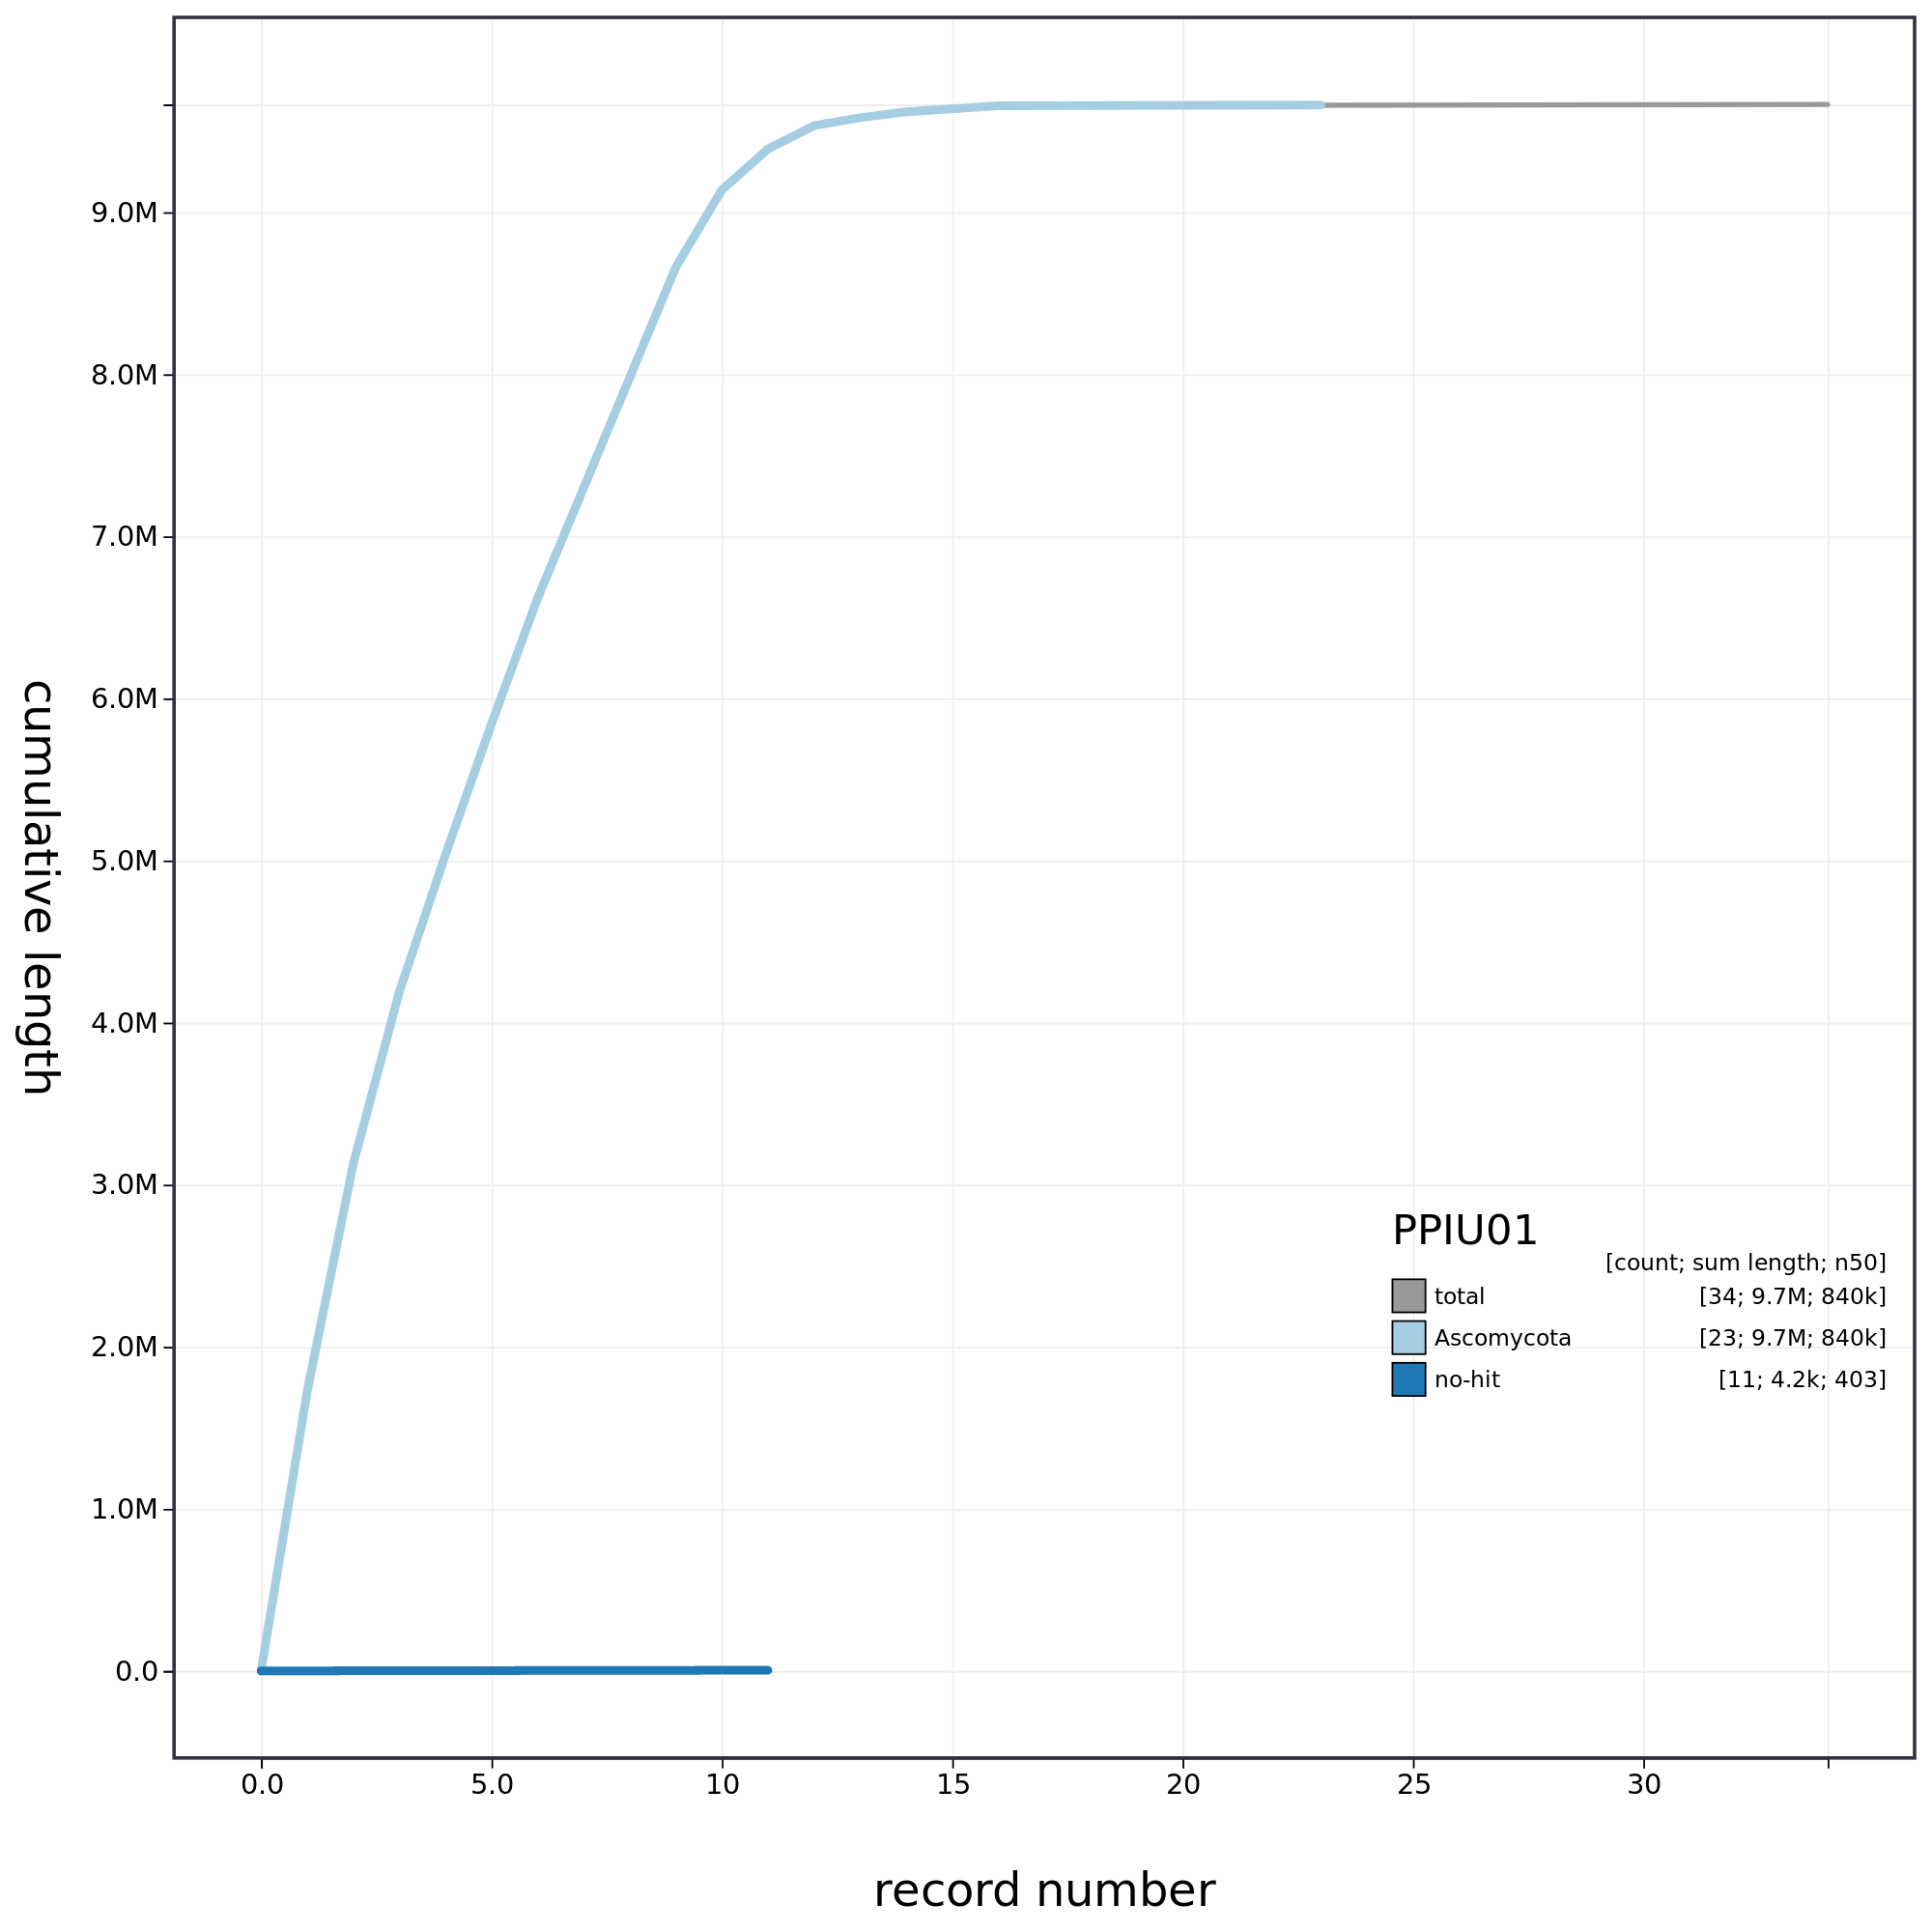 9.0M
8.0M
7.0M
6.0M
5.0M
4.0M
3.0M
2.0M
1.0M
0.0
cumulative length
PPIU01
[count; sum length; n50]
total [34; 9.7M; 840k]
Ascomycota [23; 9.7M; 840k]
no-hit [11; 4.2k; 403]
0.0 5.0 10 15 20 25 30
record number